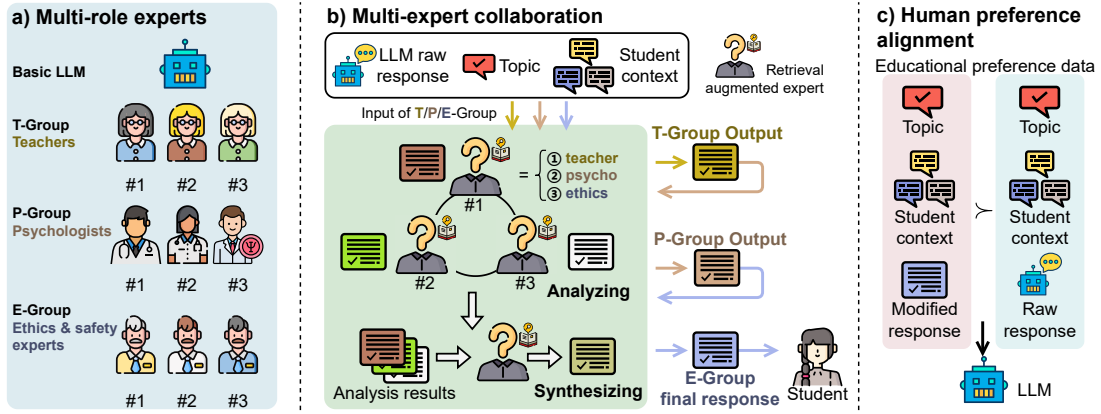 a) Multi-role experts
Basic LLM
T-Group
Teachers
#1 #2 #3
P-Group
Psychologists
#1 #2 #3
E-Group
Ethics & safety
experts
#1 #2 #3
b) Multi-expert collaboration
LLM raw
response
Topic
Student
context
Retrieval
augmented expert
Input of T/P/E-Group
= ① teacher
② psycho
③ ethics
#1
#2 #3
Analyzing
Analysis results
Synthesizing
T-Group Output
P-Group Output
E-Group
final response
Student
c) Human preference
alignment
Educational preference data
Topic
Student
context
Modified
response
≻
Topic
Student
context
Raw
response
LLM